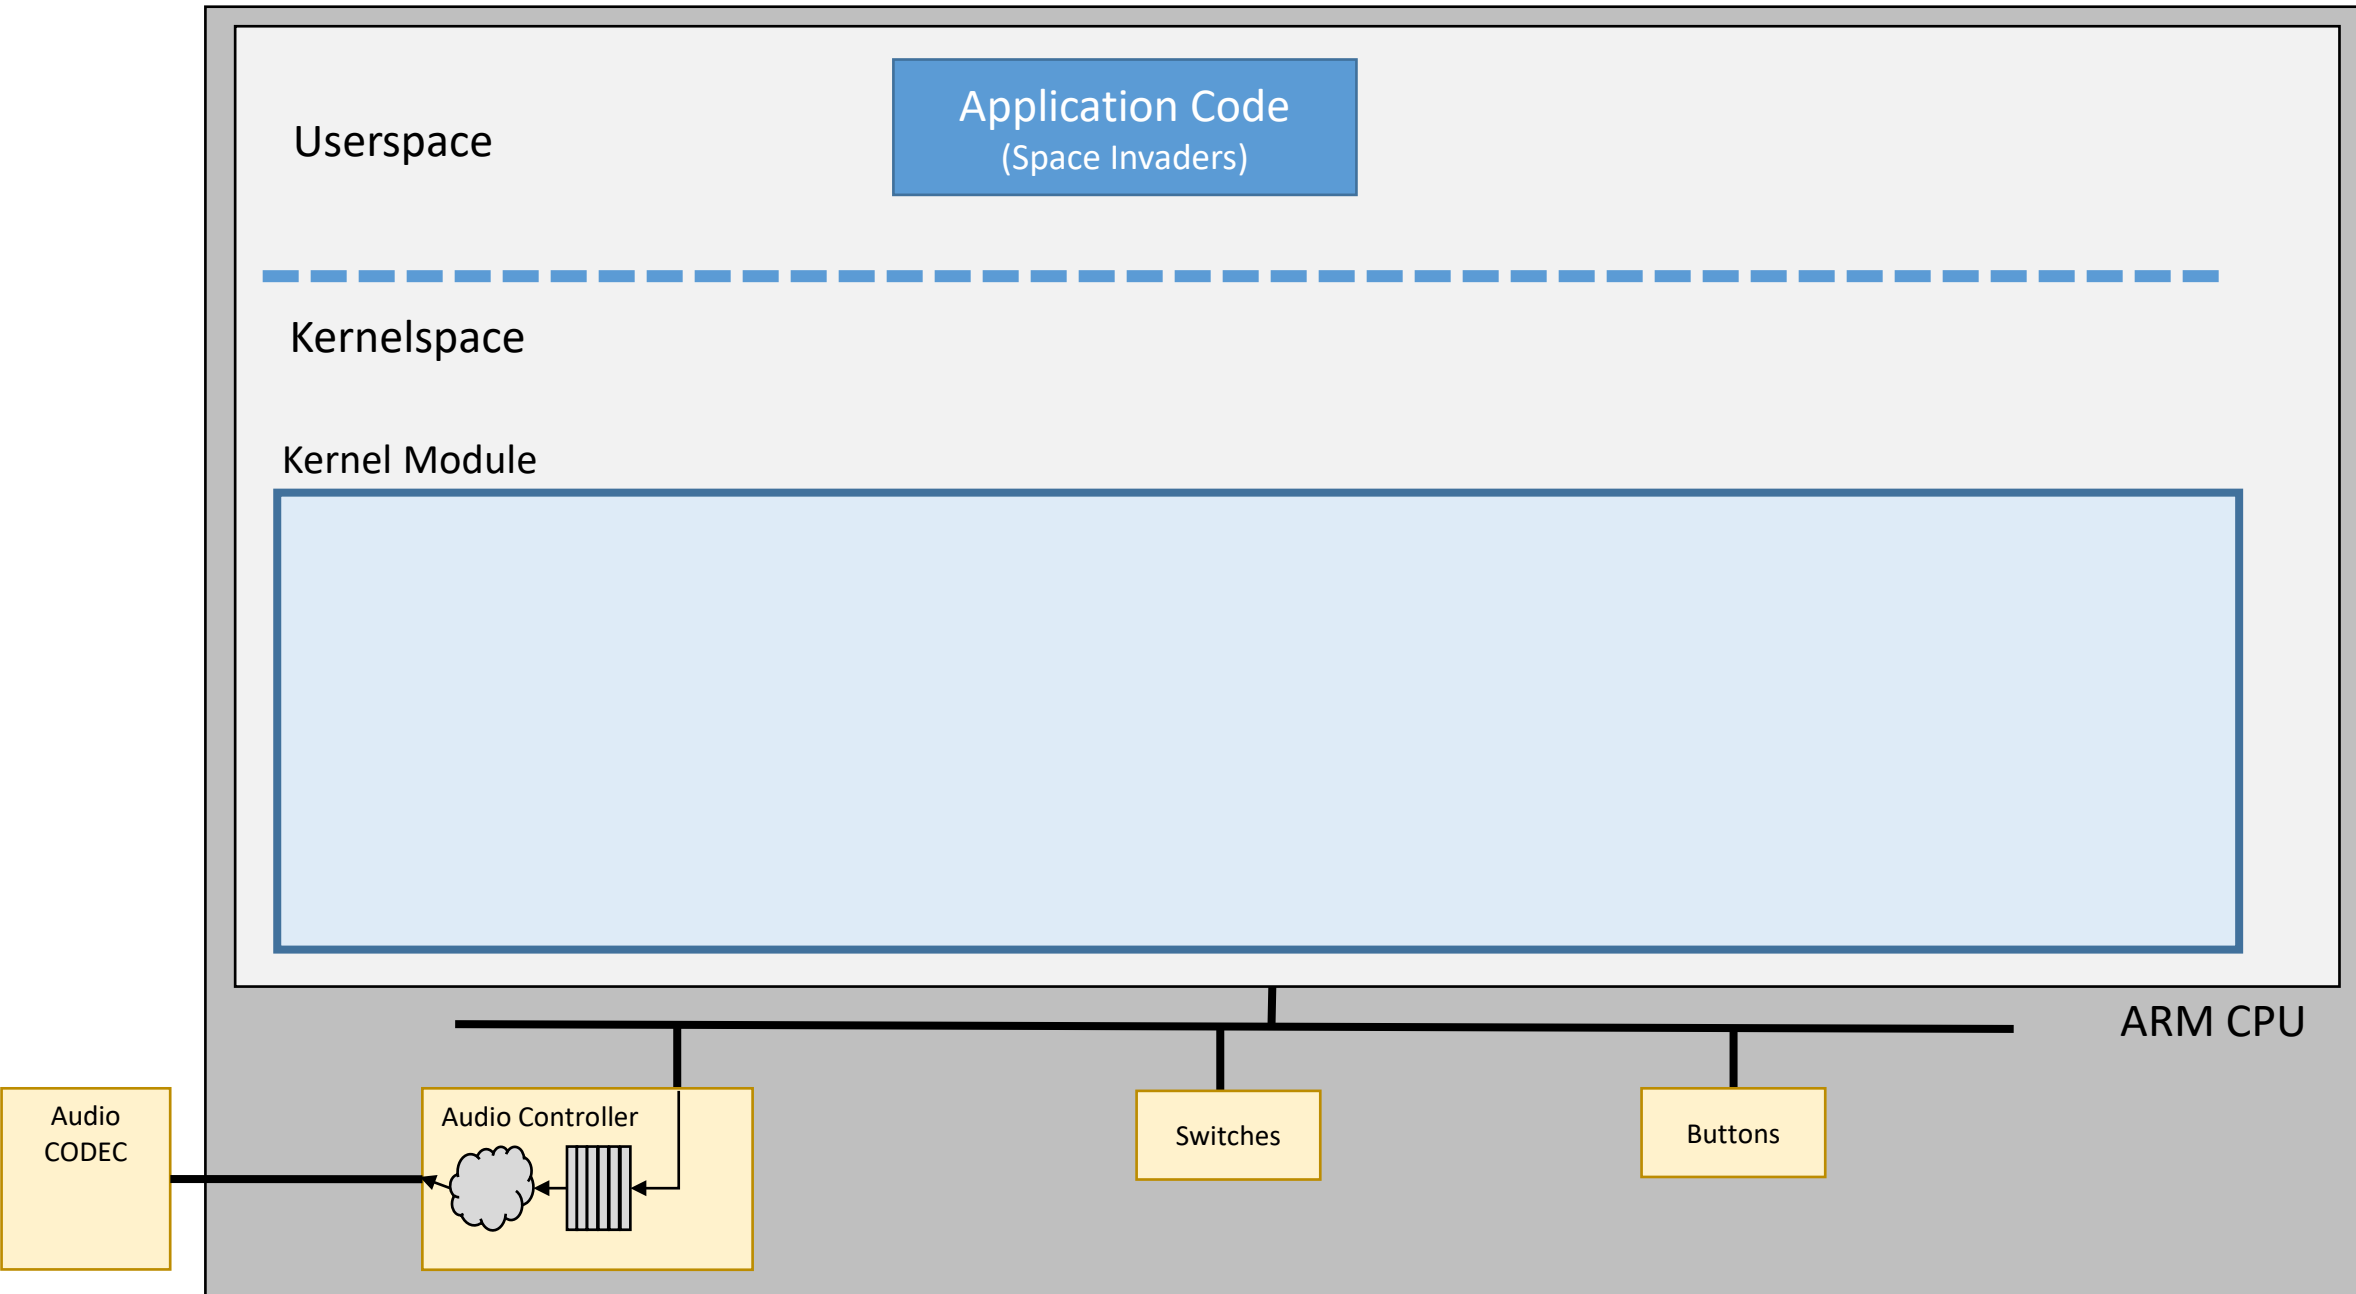 Application Code
(Space Invaders)
Userspace
Kernelspace
Kernel Module
ARM CPU
Audio
CODEC
Audio Controller
Switches
Buttons